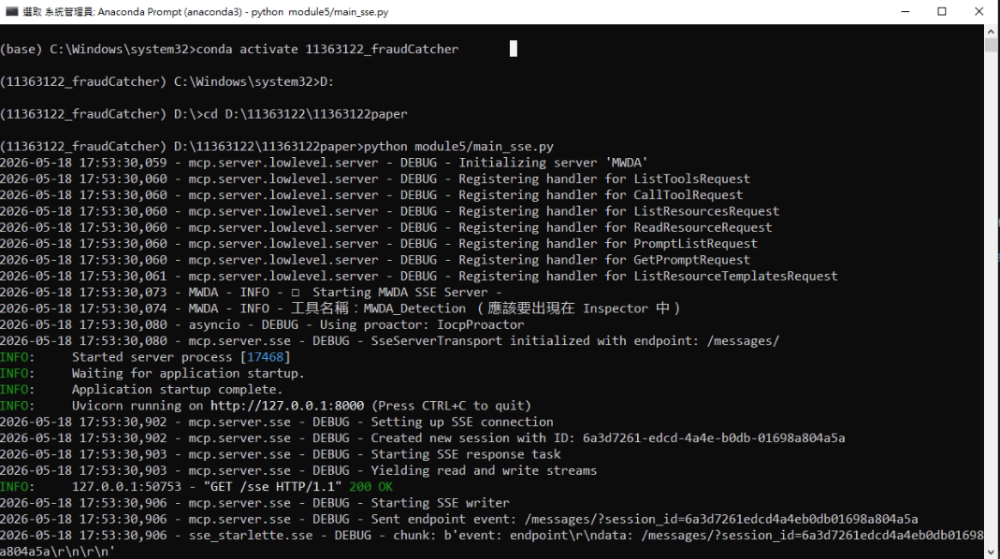 選取 系統管理員: Anaconda Prompt (anaconda3) - python  module5/main_sse.py
(base) C:\Windows\system32>conda activate 11363122_fraudCatcher
(11363122_fraudCatcher) C:\Windows\system32>D:
(11363122_fraudCatcher) D:\>cd D:\11363122\11363122paper
(11363122_fraudCatcher) D:\11363122\11363122paper>python module5/main_sse.py
2026-05-18 17:53:30,059 - mcp.server.lowlevel.server - DEBUG - Initializing server 'MWDA'
2026-05-18 17:53:30,060 - mcp.server.lowlevel.server - DEBUG - Registering handler for ListToolsRequest
2026-05-18 17:53:30,060 - mcp.server.lowlevel.server - DEBUG - Registering handler for CallToolRequest
2026-05-18 17:53:30,060 - mcp.server.lowlevel.server - DEBUG - Registering handler for ListResourcesRequest
2026-05-18 17:53:30,060 - mcp.server.lowlevel.server - DEBUG - Registering handler for ReadResourceRequest
2026-05-18 17:53:30,060 - mcp.server.lowlevel.server - DEBUG - Registering handler for PromptListRequest
2026-05-18 17:53:30,060 - mcp.server.lowlevel.server - DEBUG - Registering handler for GetPromptRequest
2026-05-18 17:53:30,061 - mcp.server.lowlevel.server - DEBUG - Registering handler for ListResourceTemplatesRequest
2026-05-18 17:53:30,073 - MWDA - INFO - □  Starting MWDA SSE Server -
2026-05-18 17:53:30,074 - MWDA - INFO - 工具名稱：MWDA_Detection （應該要出現在 Inspector 中）
2026-05-18 17:53:30,080 - asyncio - DEBUG - Using proactor: IocpProactor
2026-05-18 17:53:30,080 - mcp.server.sse - DEBUG - SseServerTransport initialized with endpoint: /messages/
INFO:     Started server process [17468]
INFO:     Waiting for application startup.
INFO:     Application startup complete.
INFO:     Uvicorn running on http://127.0.0.1:8000 (Press CTRL+C to quit)
2026-05-18 17:53:30,902 - mcp.server.sse - DEBUG - Setting up SSE connection
2026-05-18 17:53:30,902 - mcp.server.sse - DEBUG - Created new session with ID: 6a3d7261-edcd-4a4e-b0db-01698a804a5a
2026-05-18 17:53:30,903 - mcp.server.sse - DEBUG - Starting SSE response task
2026-05-18 17:53:30,903 - mcp.server.sse - DEBUG - Yielding read and write streams
INFO:     127.0.0.1:50753 - "GET /sse HTTP/1.1" 200 OK
2026-05-18 17:53:30,906 - mcp.server.sse - DEBUG - Starting SSE writer
2026-05-18 17:53:30,906 - mcp.server.sse - DEBUG - Sent endpoint event: /messages/?session_id=6a3d7261edcd4a4eb0db01698a804a5a
2026-05-18 17:53:30,906 - sse_starlette.sse - DEBUG - chunk: b'event: endpoint\r\ndata: /messages/?session_id=6a3d7261edcd4a4eb0db01698
a804a5a\r\n\r\n'